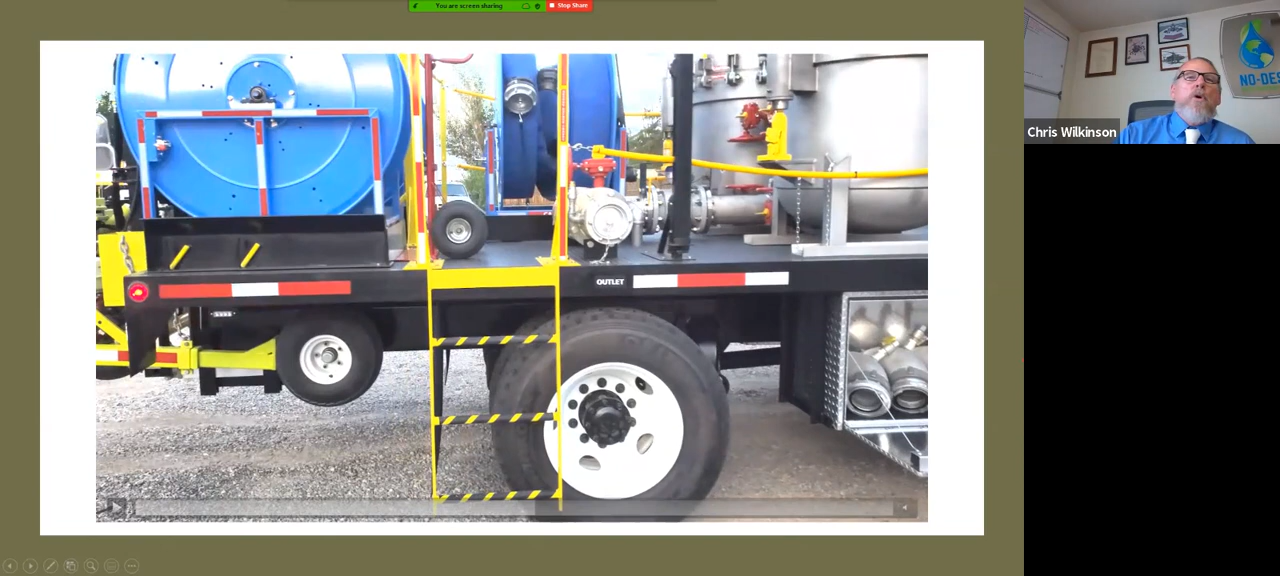 You are screen sharing
Stop Share
Chris Wilkinson
NO-DES
OUTLET